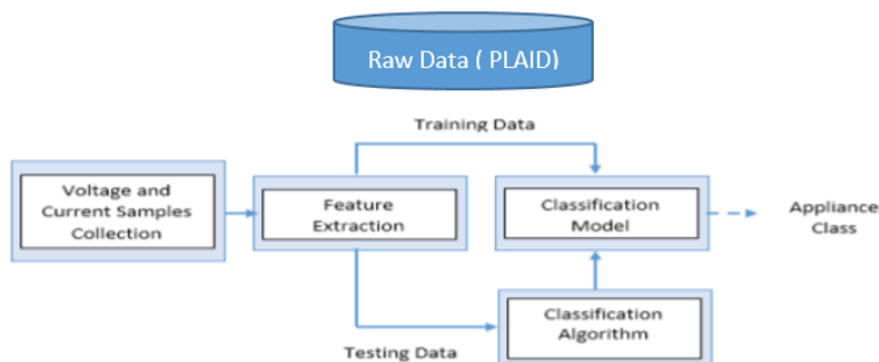 Raw Data ( PLAID)
Training Data
Voltage and
Current Samples
Collection
Feature
Extraction
Classification
Model
Appliance
Class
Classification
Algorithm
Testing Data